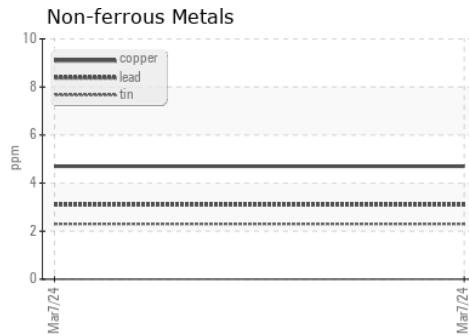 Non-ferrous Metals
10
copper
lead
tin
8
6
ppm
4
2
0
Mar7/24
Mar7/24